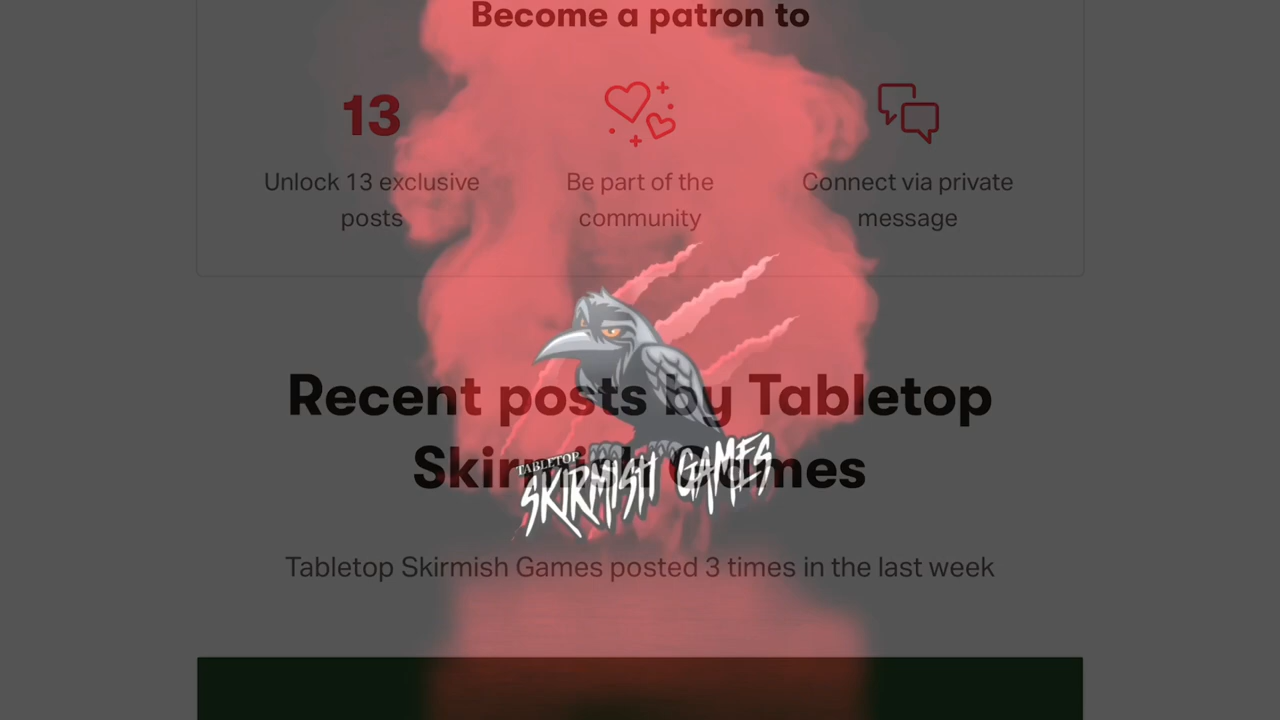 Become a patron to
13
Unlock 13 exclusive
posts
Be part of the
community
Connect via private
message
Recent posts by Tabletop
Skirmish Games
TABLETOP
SKIRMISH GAMES
Tabletop Skirmish Games posted 3 times in the last week